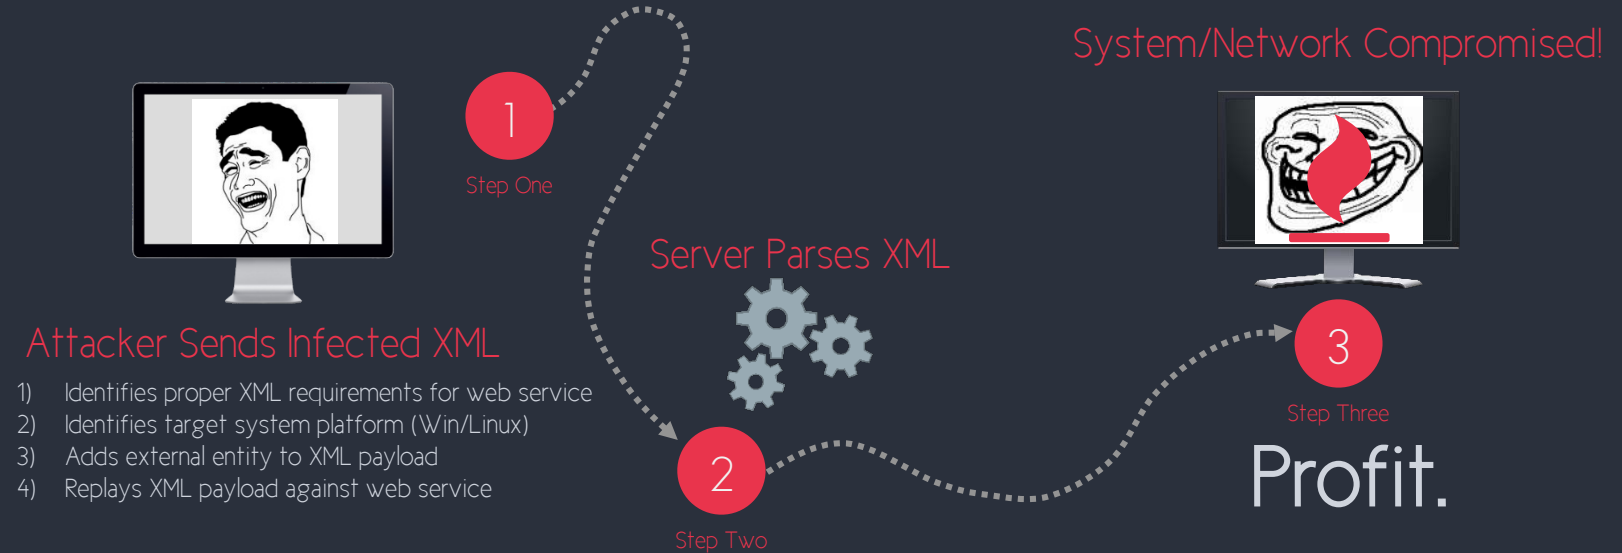 System/Network Compromised!
1
Step One
Server Parses XML
Attacker Sends Infected XML
1) Identifies proper XML requirements for web service
2) Identifies target system platform (Win/Linux)
3) Adds external entity to XML payload
4) Replays XML payload against web service
2
Step Two
3
Step Three
Profit.